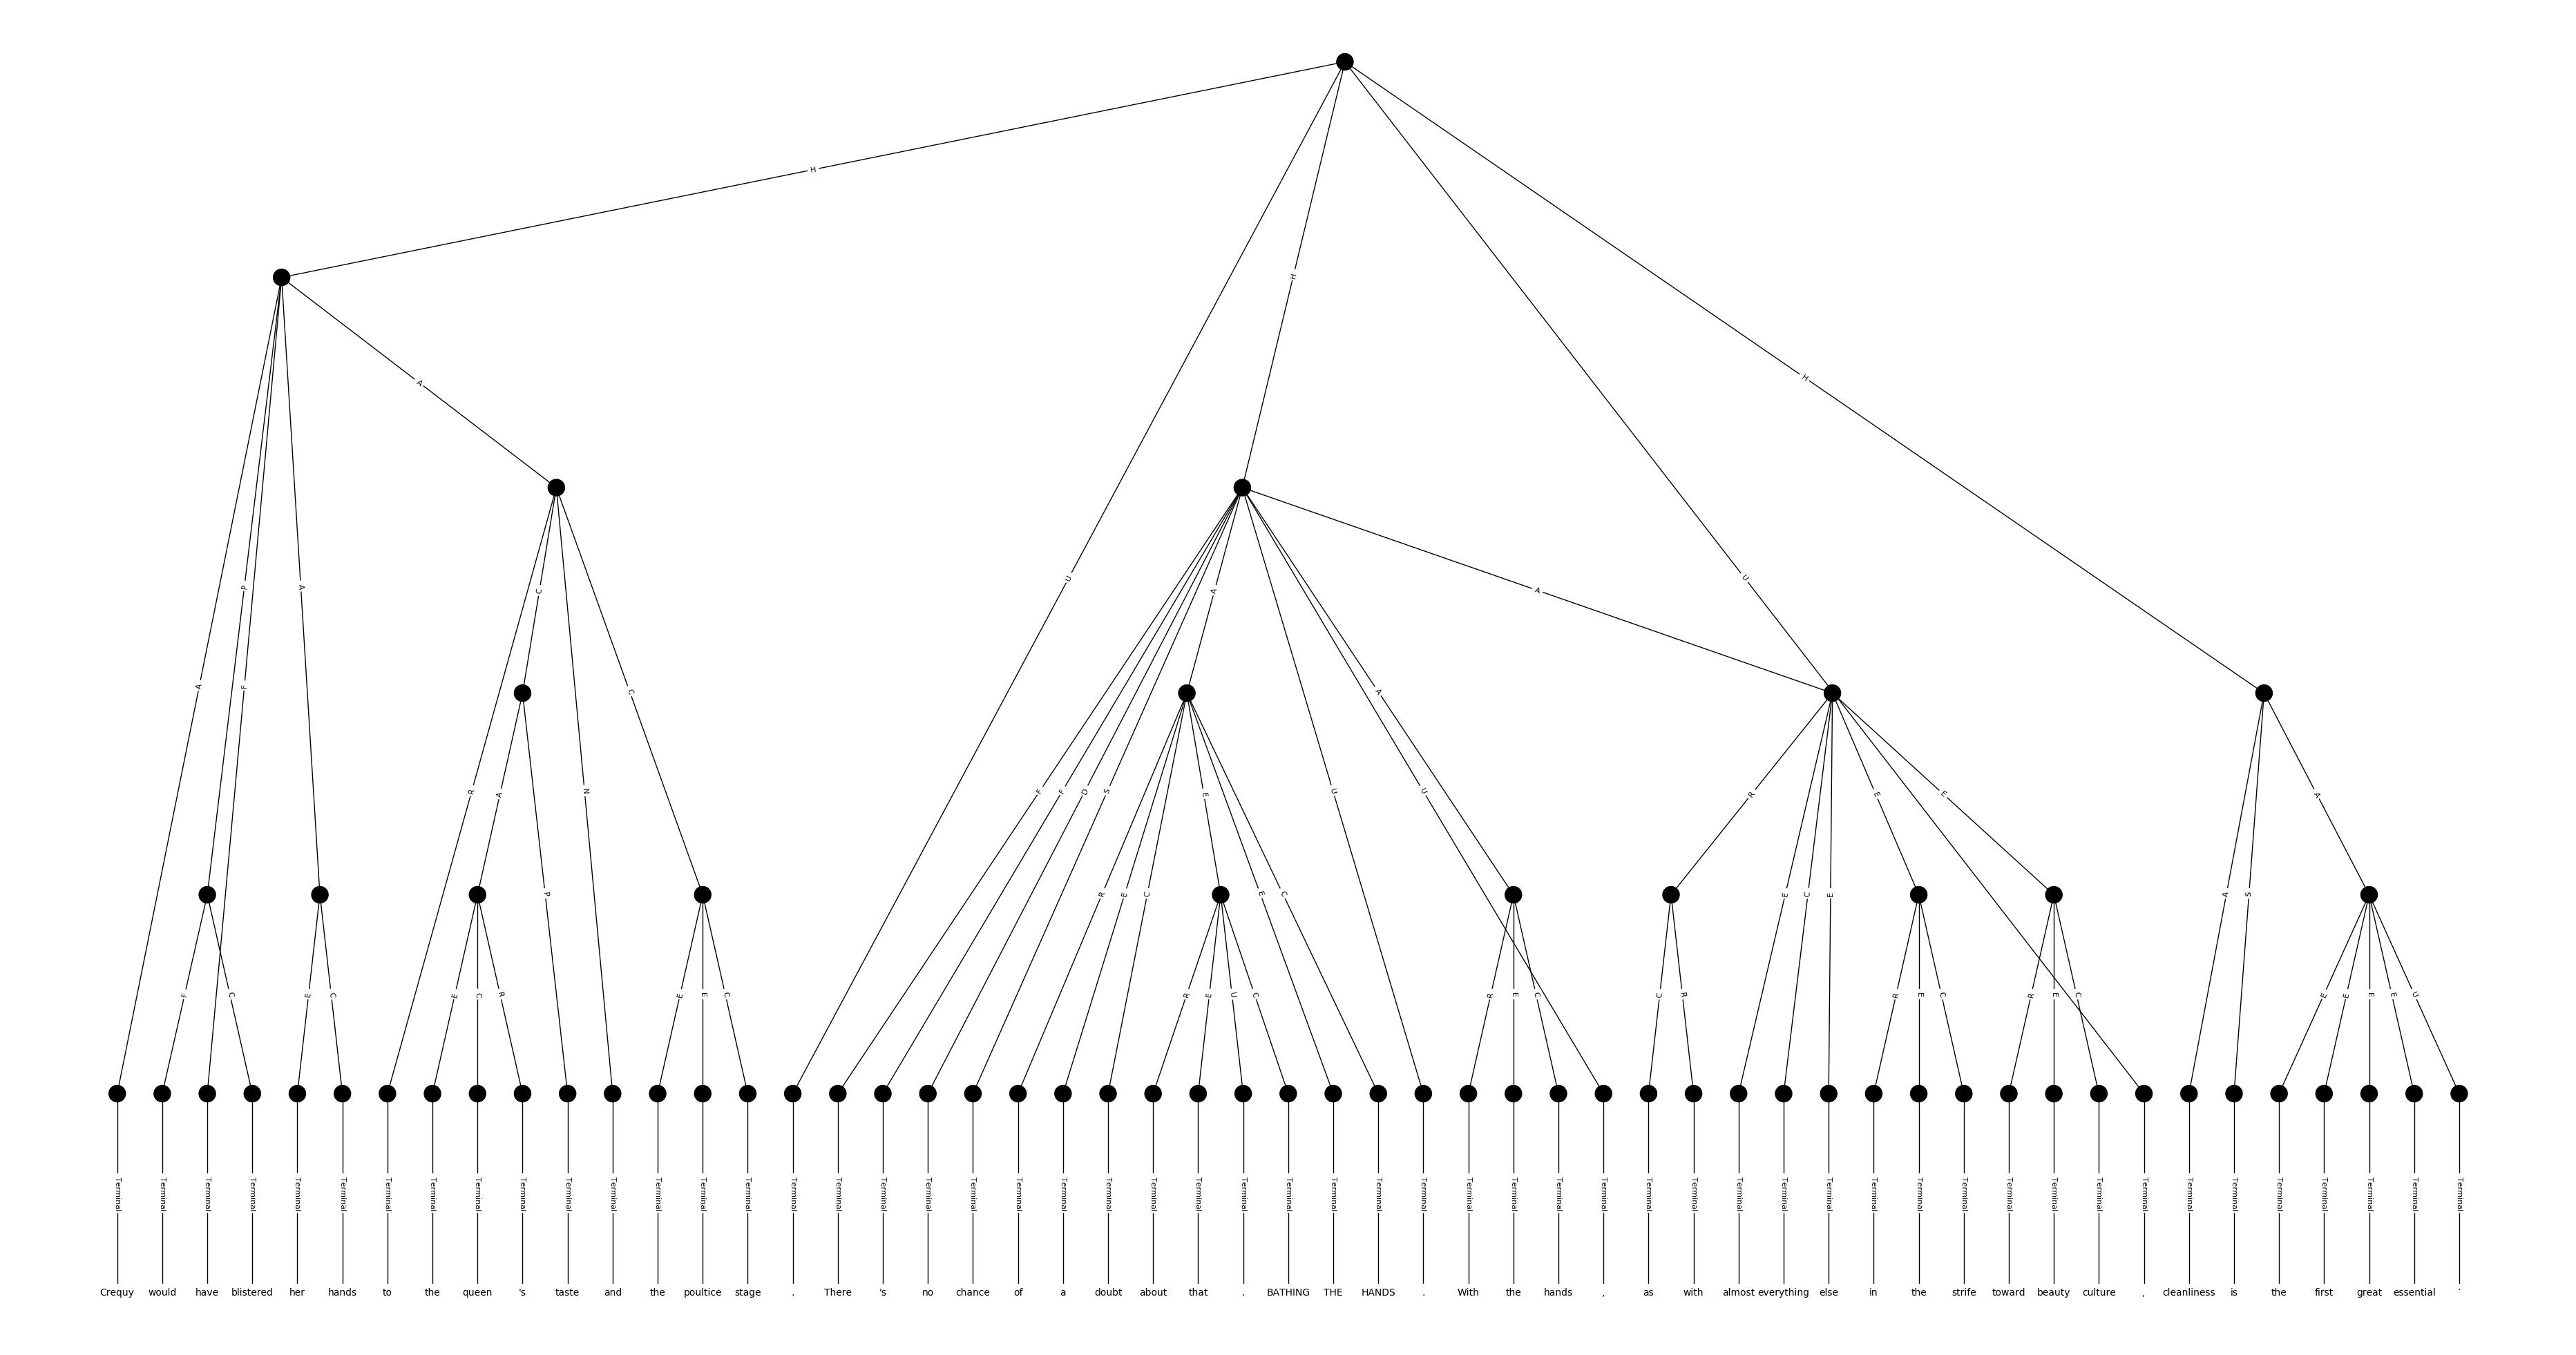 H
H
A
H
P A C U A U
A F R A N C F F D S A E U U A R E E A
F C E C E C R E E C P R E C R E U C E C R E C C R E C E R E C R E C A S E E E E U
Terminal Terminal Terminal Terminal Terminal Terminal Terminal Terminal Terminal Terminal Terminal Terminal Terminal Terminal Terminal Terminal Terminal Terminal Terminal Terminal Terminal Terminal Terminal Terminal Terminal Terminal Terminal Terminal Terminal Terminal Terminal Terminal Terminal Terminal Terminal Terminal Terminal Terminal Terminal Terminal Terminal Terminal Terminal Terminal Terminal Terminal Terminal Terminal Terminal Terminal Terminal Terminal Terminal
Crequy would have blistered her hands to the queen 's taste and the poultice stage . There 's no chance of a doubt about that . BATHING THE HANDS . With the hands , as with almost everything else in the strife toward beauty culture , cleanliness is the first great essential .